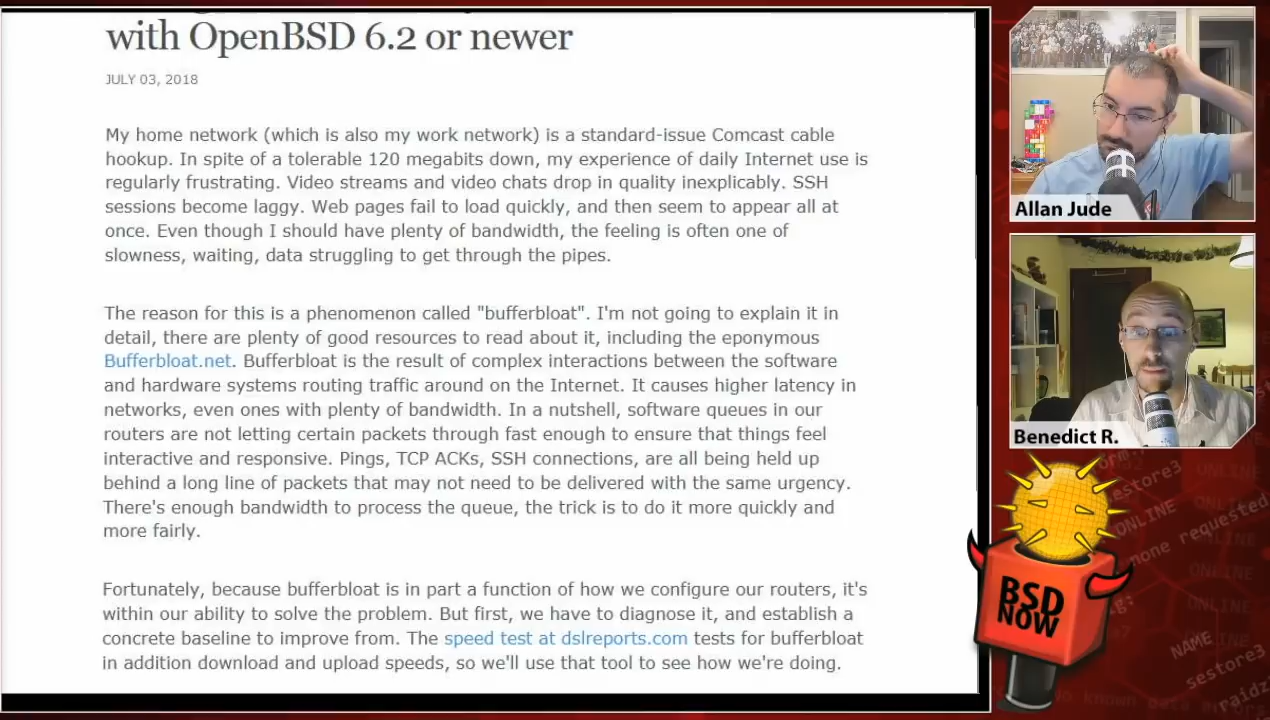 with OpenBSD 6.2 or newer
JULY 03, 2018
My home network (which is also my work network) is a standard-issue Comcast cable
hookup. In spite of a tolerable 120 megabits down, my experience of daily Internet use is
regularly frustrating. Video streams and video chats drop in quality inexplicably. SSH
sessions become laggy. Web pages fail to load quickly, and then seem to appear all at
once. Even though I should have plenty of bandwidth, the feeling is often one of
slowness, waiting, data struggling to get through the pipes.
The reason for this is a phenomenon called "bufferbloat". I'm not going to explain it in
detail, there are plenty of good resources to read about it, including the eponymous
Bufferbloat.net. Bufferbloat is the result of complex interactions between the software
and hardware systems routing traffic around on the Internet. It causes higher latency in
networks, even ones with plenty of bandwidth. In a nutshell, software queues in our
routers are not letting certain packets through fast enough to ensure that things feel
interactive and responsive. Pings, TCP ACKs, SSH connections, are all being held up
behind a long line of packets that may not need to be delivered with the same urgency.
There's enough bandwidth to process the queue, the trick is to do it more quickly and
more fairly.
Fortunately, because bufferbloat is in part a function of how we configure our routers, it's
within our ability to solve the problem. But first, we have to diagnose it, and establish a
concrete baseline to improve from. The speed test at dslreports.com tests for bufferbloat
in addition download and upload speeds, so we'll use that tool to see how we're doing.
Allan Jude
Benedict R.
BSD
NOW
ONLINE
sestore3
ONLINE
none requested
ONLINE
NAME
sestore3
raidz